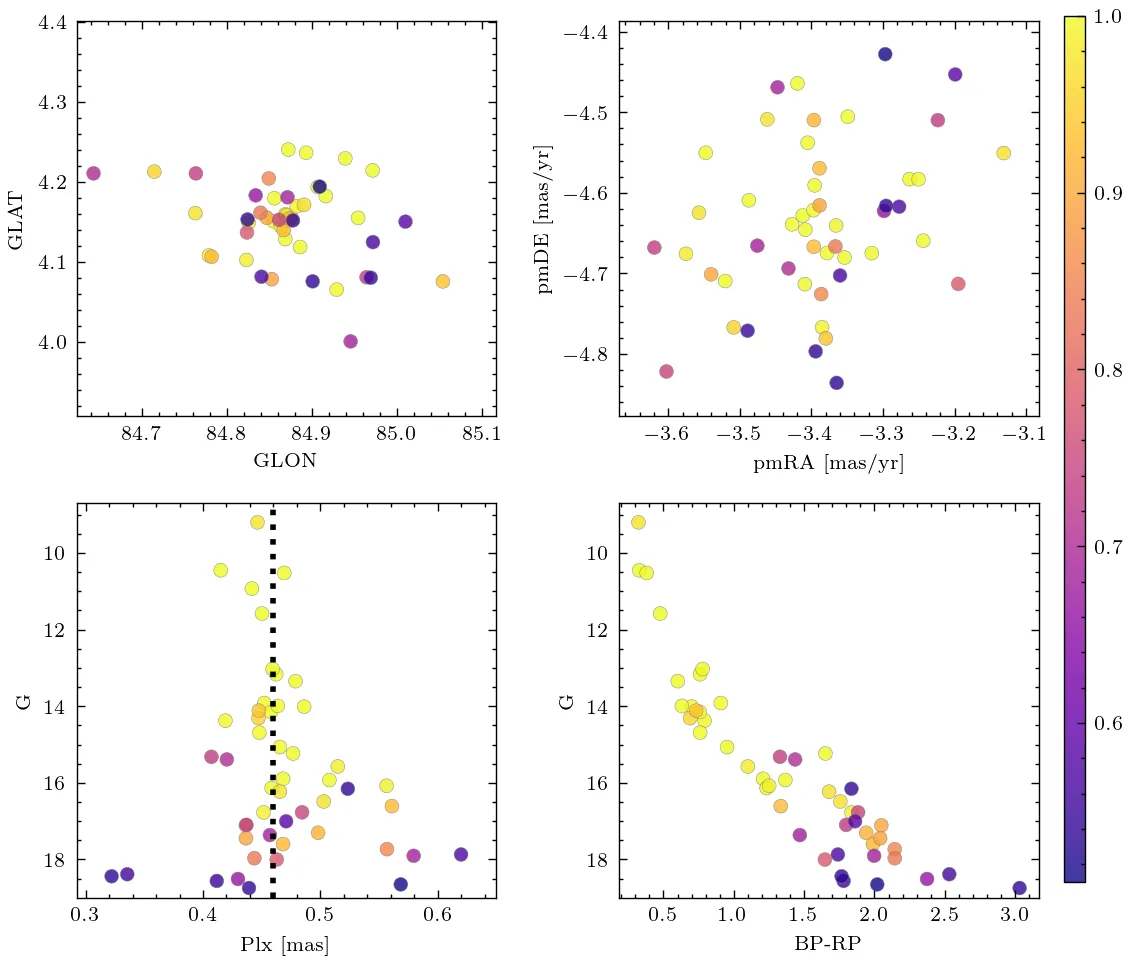 4.4
4.3
4.2
4.1
4.0
GLAT
84.7 84.8 84.9 85.0 85.1
GLON
−4.4
−4.5
−4.6
−4.7
−4.8
pmDE [mas/yr]
−3.6 −3.5 −3.4 −3.3 −3.2 −3.1
pmRA [mas/yr]
1.0
0.9
0.8
0.7
0.6
10
12
14
16
18
G
0.3 0.4 0.5 0.6
Plx [mas]
10
12
14
16
18
G
0.5 1.0 1.5 2.0 2.5 3.0
BP-RP